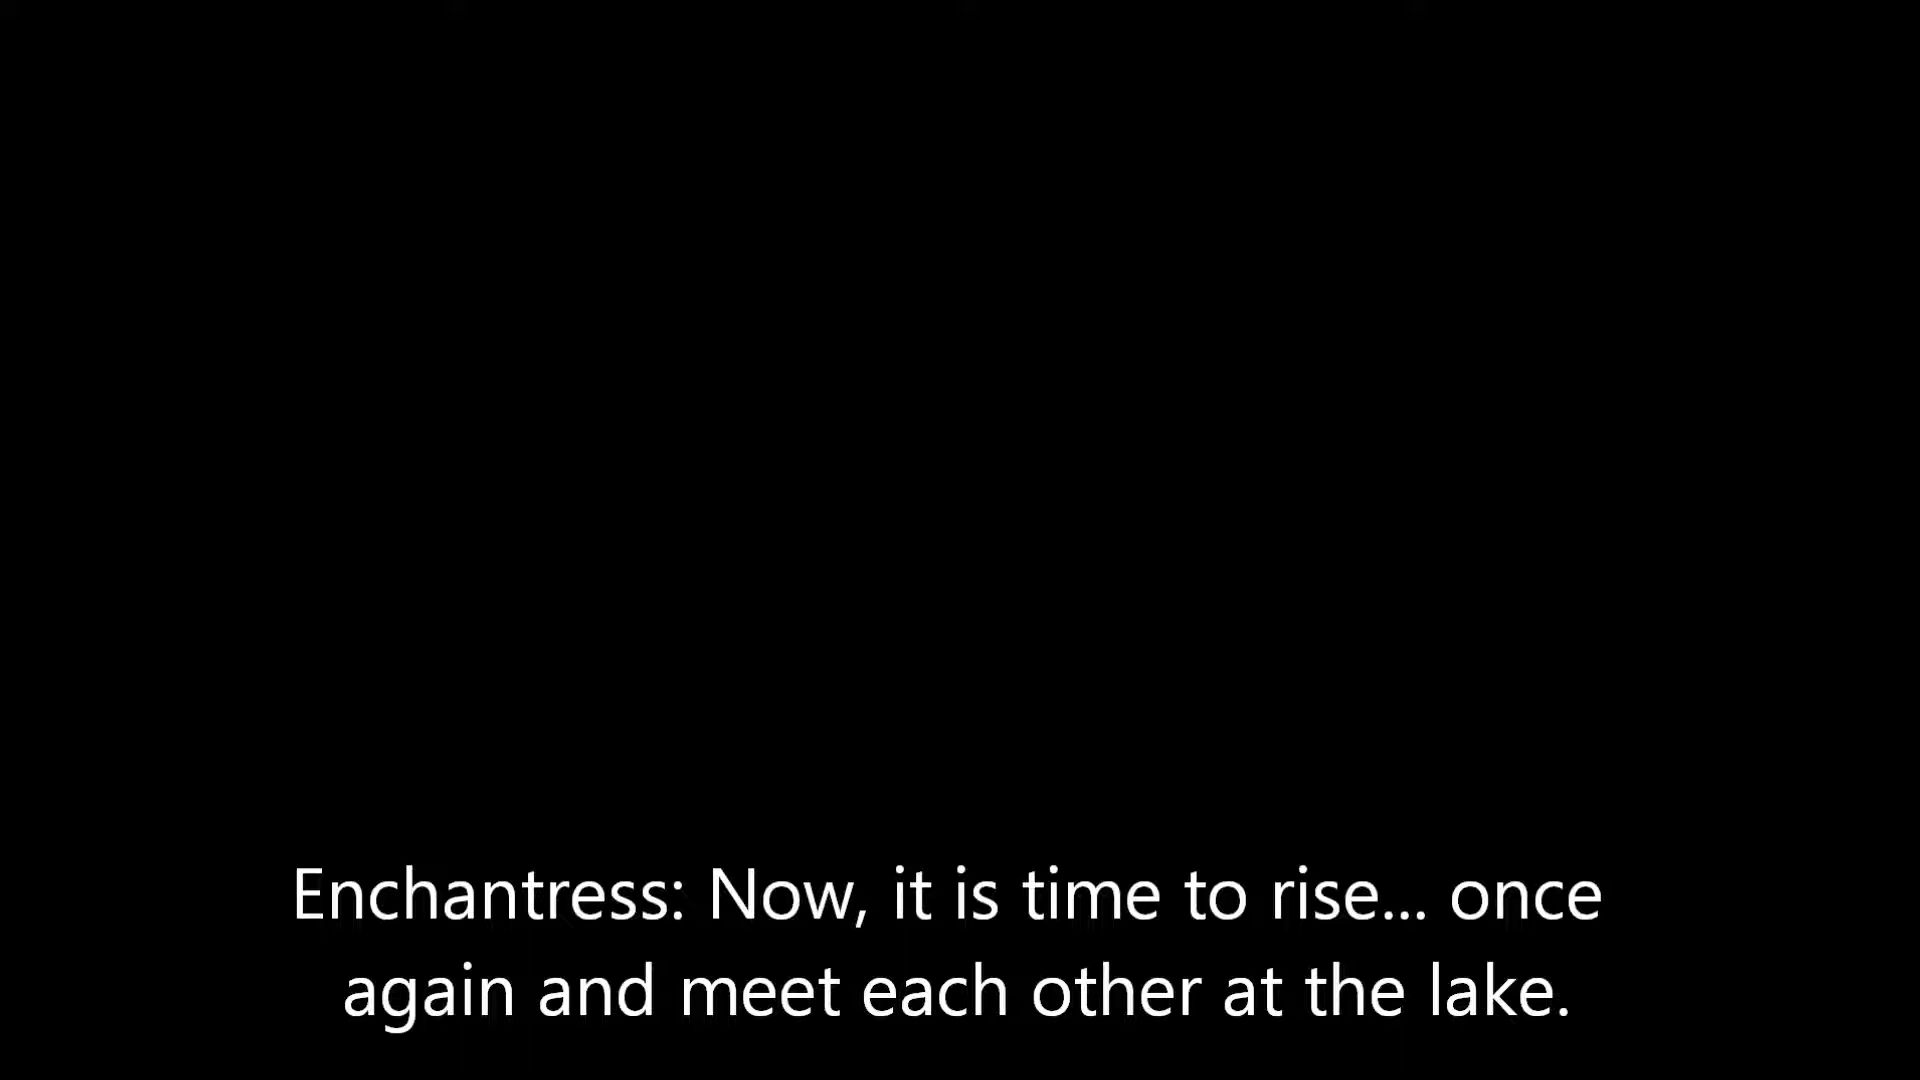 Enchantress: Now, it is time to rise... once
again and meet each other at the lake.